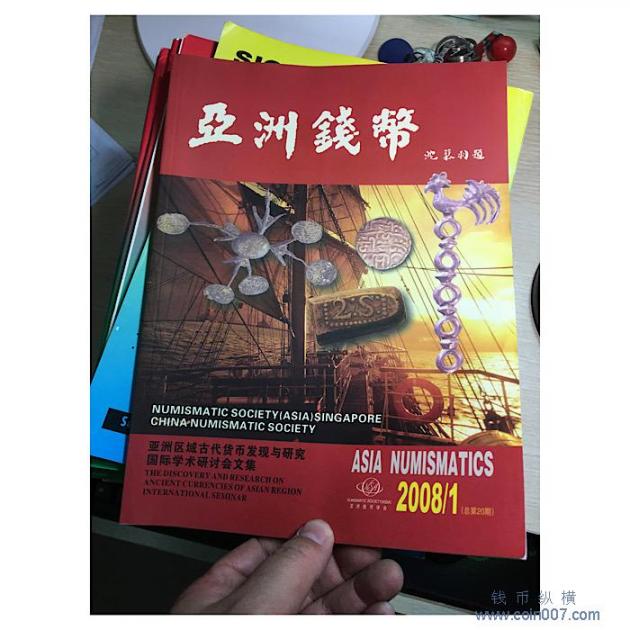 亞洲錢幣
2·S·
NUMISMATIC SOCIETY(ASIA)SINGAPORE
CHINA NUMISMATIC SOCIETY
亚洲区域古代货币发现与研究
国际学术研讨会文集
THE DISCOVERY AND RESEARCH ON
ANCIENT CURRENCIES OF ASIAN REGION
INTERNATIONAL SEMINAR
ASIA NUMISMATICS
2008/1
(总第20期)
钱币纵横
www.coin007.com